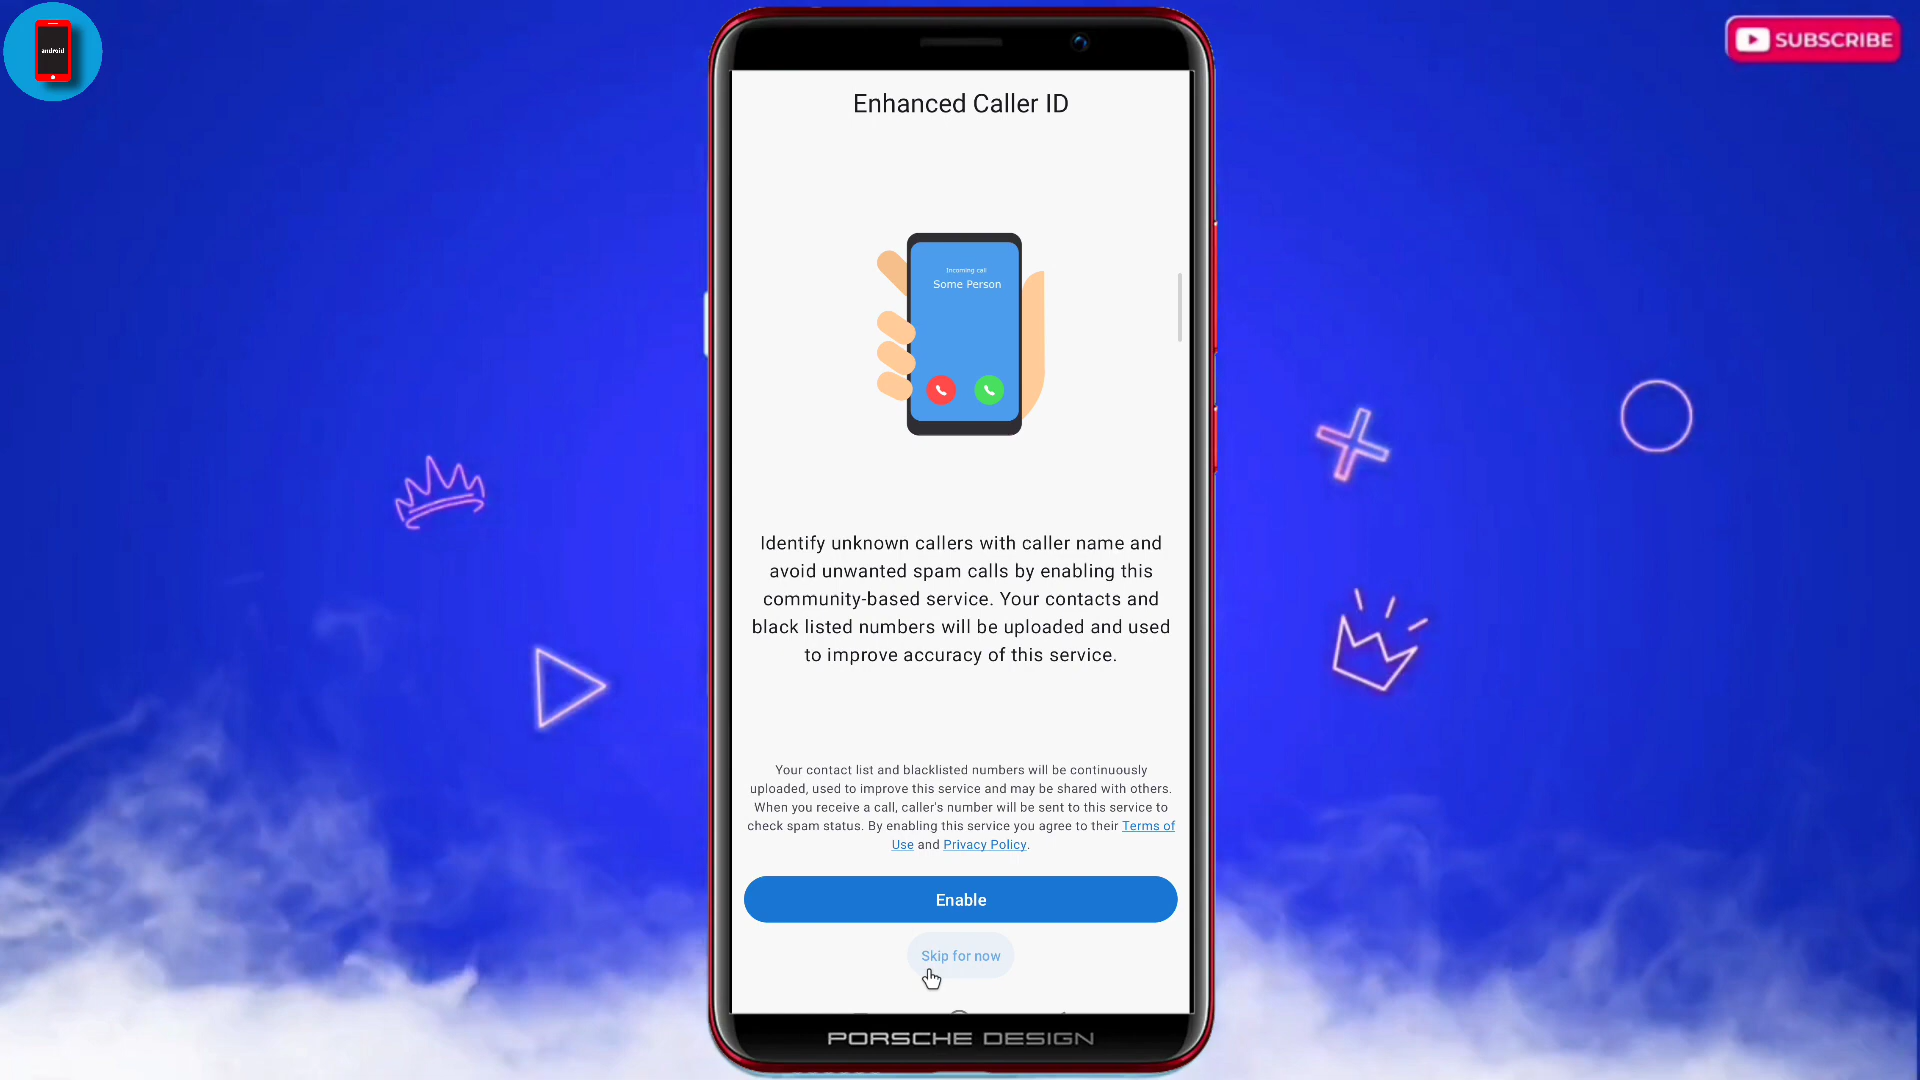 android
SUBSCRIBE
Enhanced Caller ID
Incoming call
Some Person
Identify unknown callers with caller name and
avoid unwanted spam calls by enabling this
community-based service. Your contacts and
black listed numbers will be uploaded and used
to improve accuracy of this service.
Your contact list and blacklisted numbers will be continuously
uploaded, used to improve this service and may be shared with others.
When you receive a call, caller's number will be sent to this service to
check spam status. By enabling this service you agree to their Terms of
Use and Privacy Policy.
Enable
Skip for now
PORSCHE DESIGN